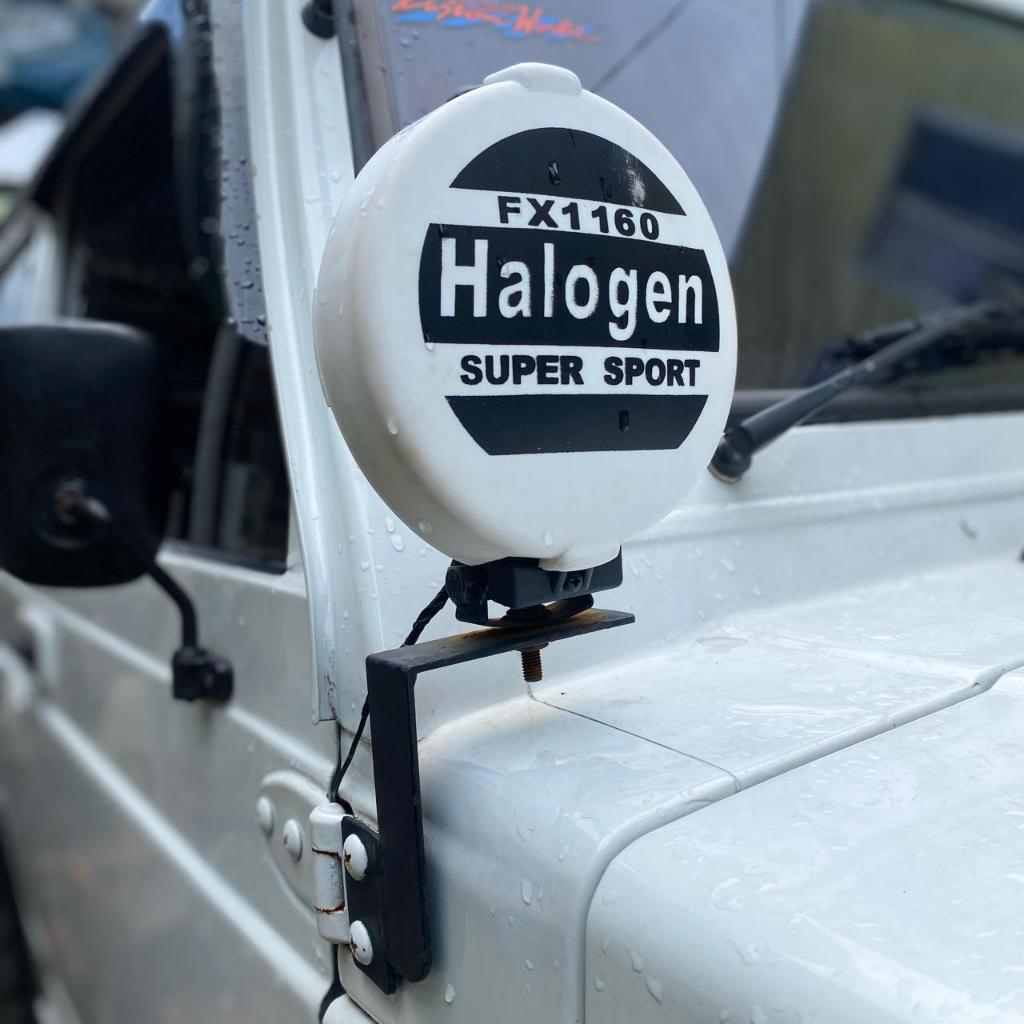 FX1160
Halogen
SUPER SPORT